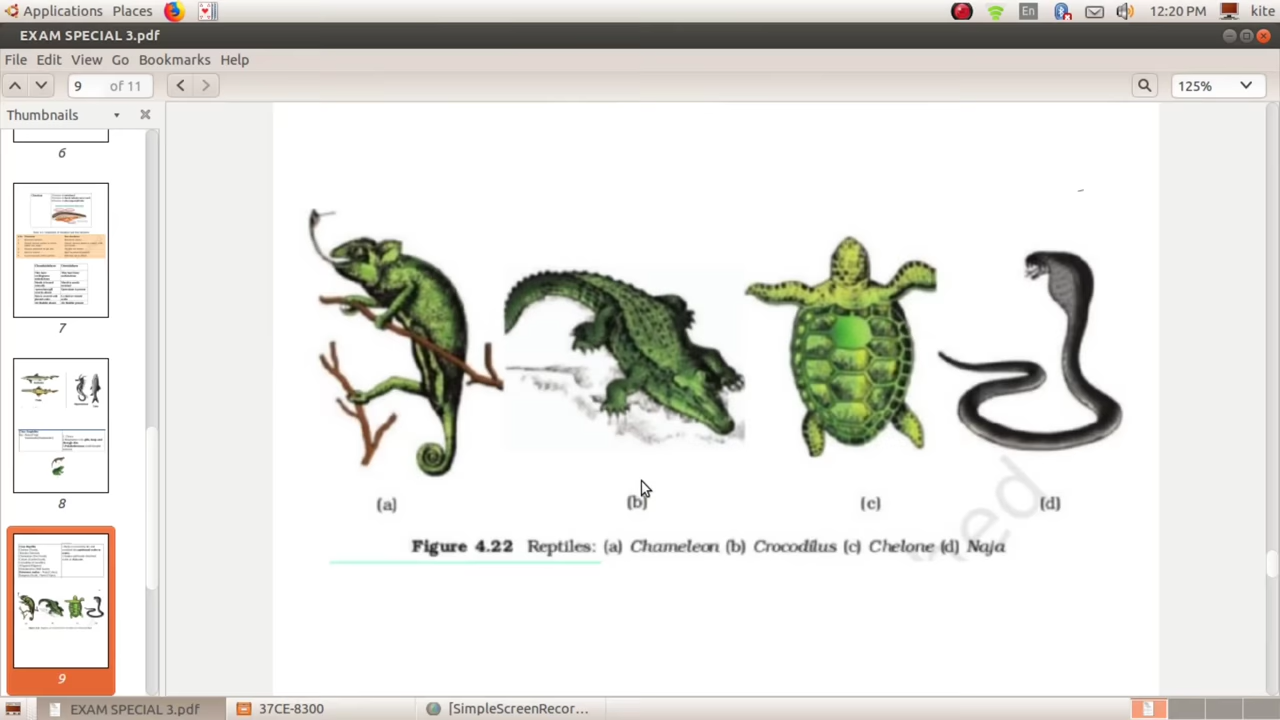 Applications Places En 12:20 PM kite
EXAM SPECIAL 3.pdf
File Edit View Go Bookmarks Help
9 of 11 125%
Thumbnails
6
7
8
9
(a) (b) (c) (d)
Figure 4.22 Reptiles: (a) Chameleon (b) Crocodilus (c) Chelone (d) Naja
EXAM SPECIAL 3.pdf 37CE-8300 [SimpleScreenRecor...